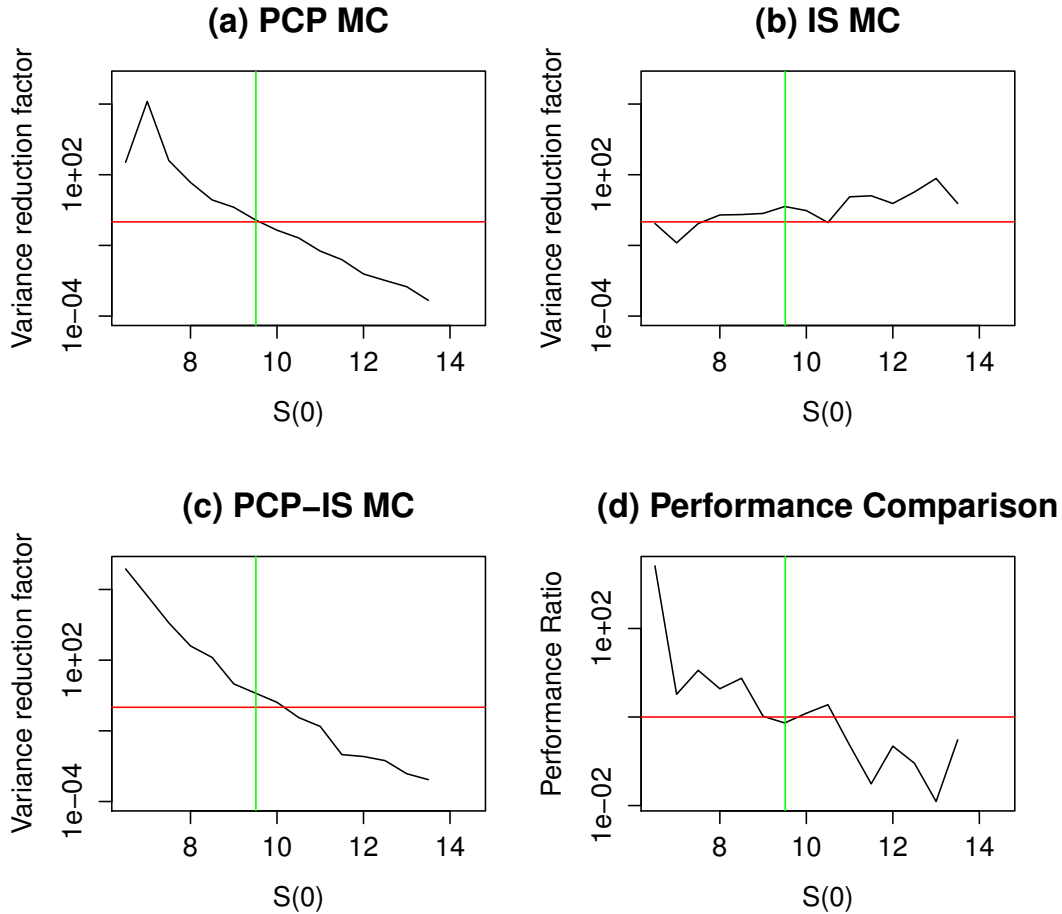 (a) PCP MC
Variance reduction factor
1e+02
1e−04
8 10 12 14
S(0)
(b) IS MC
Variance reduction factor
1e+02
1e−04
8 10 12 14
S(0)
(c) PCP−IS MC
Variance reduction factor
1e+02
1e−04
8 10 12 14
S(0)
(d) Performance Comparison
Performance Ratio
1e+02
1e−02
8 10 12 14
S(0)